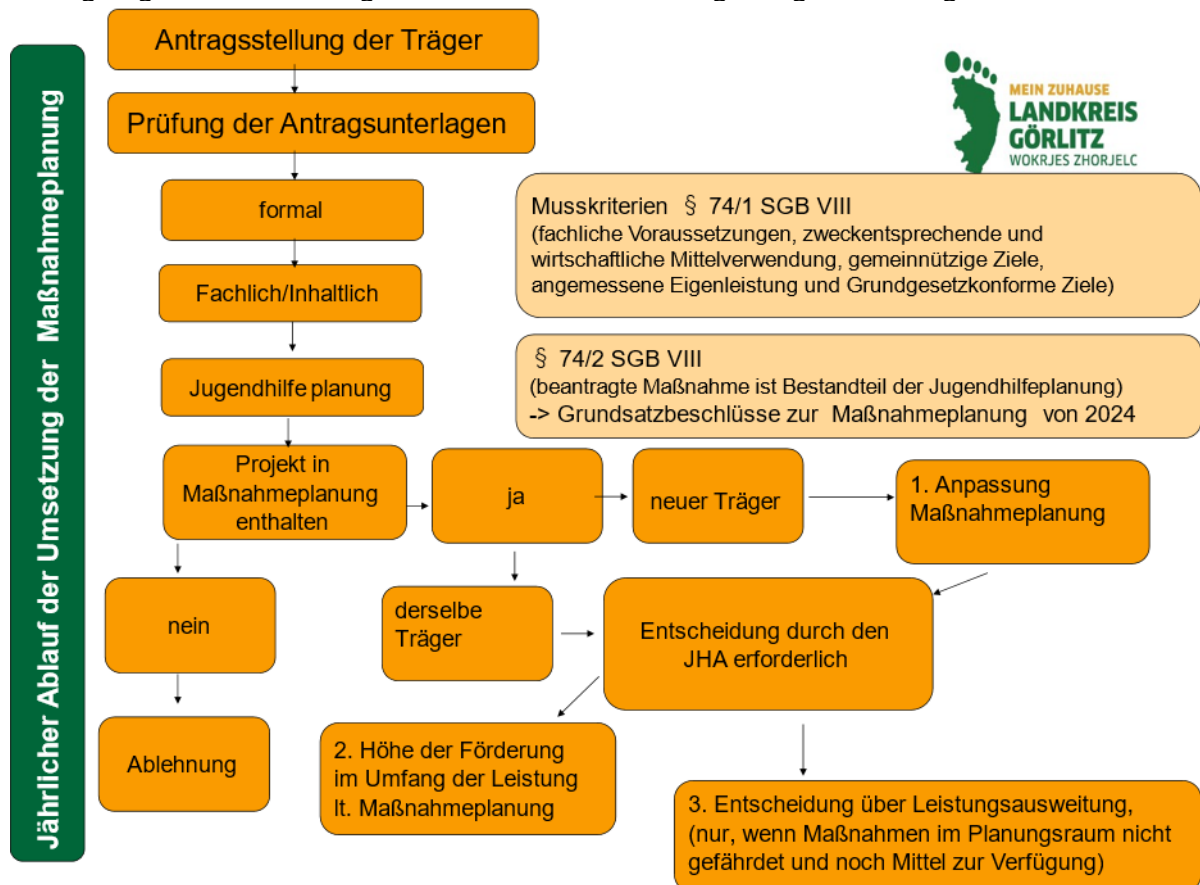 Antragsstellung der Träger
Prüfung der Antragsunterlagen
MEIN ZUHAUSE
LANDKREIS
GÖRLITZ
WOKRJES ZHORJELC
formal
Musskriterien § 74/1 SGB VIII
(fachliche Voraussetzungen, zweckentsprechende und
wirtschaftliche Mittelverwendung, gemeinnützige Ziele,
angemessene Eigenleistung und Grundgesetzkonforme Ziele)
Fachlich/Inhaltlich
§ 74/2 SGB VIII
(beantragte Maßnahme ist Bestandteil der Jugendhilfeplanung)
-> Grundsatzbeschlüsse zur Maßnahmeplanung von 2024
Jugendhilfe planung
Projekt in
Maßnahmeplanung
enthalten
ja
neuer Träger
1. Anpassung
Maßnahmeplanung
nein
derselbe
Träger
Entscheidung durch den
JHA erforderlich
Ablehnung
2. Höhe der Förderung
im Umfang der Leistung
lt. Maßnahmeplanung
3. Entscheidung über Leistungsausweitung,
(nur, wenn Maßnahmen im Planungsraum nicht
gefährdet und noch Mittel zur Verfügung)
Jährlicher Ablauf der Umsetzung der Maßnahmeplanung